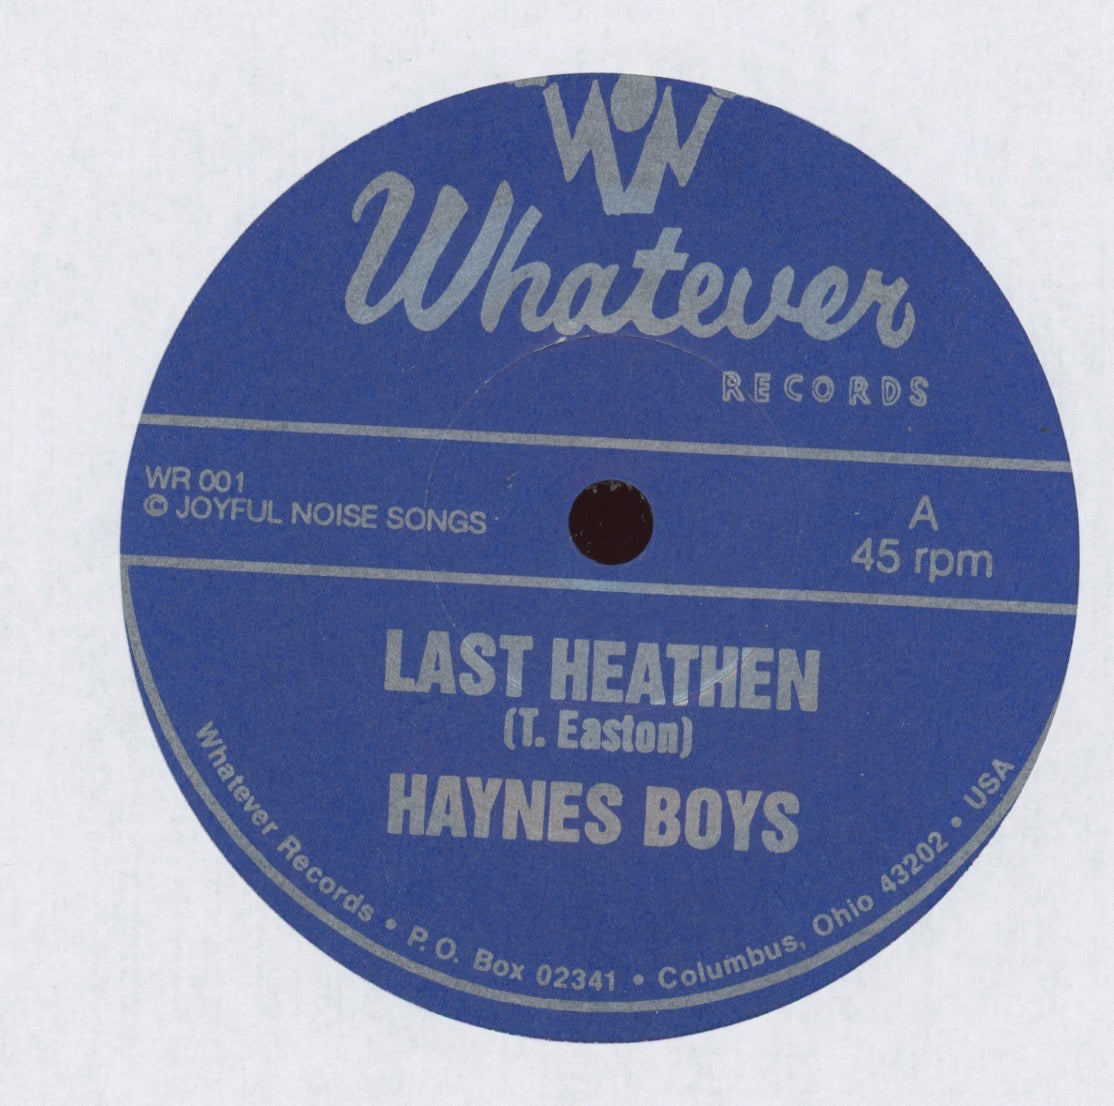 Whatever
RECORDS
WR 001
© JOYFUL NOISE SONGS
A
45 rpm
LAST HEATHEN
(T. Easton)
HAYNES BOYS
Whatever Records • P.O. Box 02341 • Columbus, Ohio 43202 • USA